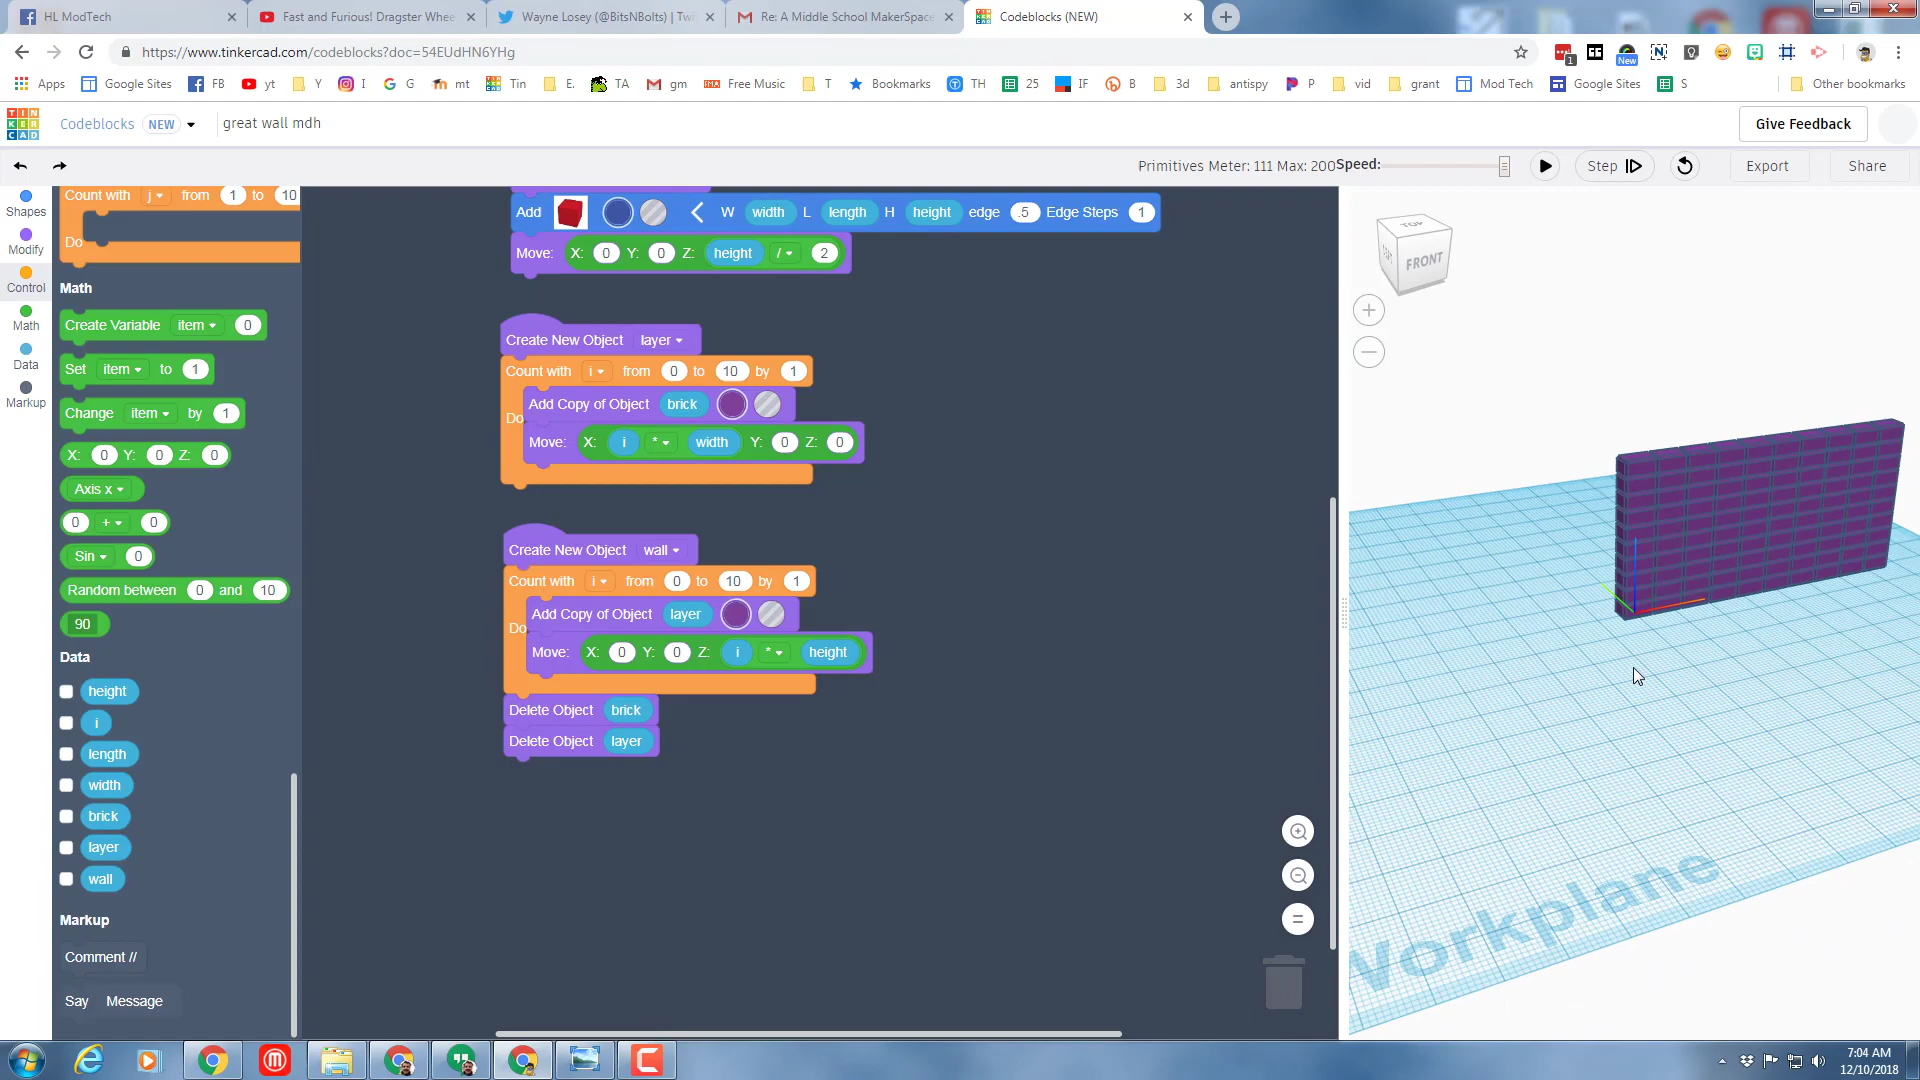 HL ModTech
Fast and Furious! Dragster Whee
Wayne Losey (@BitsNBolts) | Twi
Re: A Middle School MakerSpace
Codeblocks (NEW)
https://www.tinkercad.com/codeblocks?doc=54EUdHN6YHg
1
New
Apps
Google Sites
FB
yt
Y
I
G
mt
Tin
E.
TA
gm
Free Music
T
Bookmarks
TH
25
IF
B
3d
antispy
P
vid
grant
Mod Tech
Google Sites
S
Other bookmarks
TIN
KER
CAD
Codeblocks NEW
great wall mdh
Give Feedback
Primitives Meter: 111 Max: 200
Speed:
Step
Export
Share
Shapes
Modify
Control
Math
Data
Markup
Count with j from 1 to 10
Do
Math
Create Variable item 0
Set item to 1
Change item by 1
X: 0 Y: 0 Z: 0
Axis x
0 + 0
Sin 0
Random between 0 and 10
90
Data
height
i
length
width
brick
layer
wall
Markup
Comment //
Say Message
Add W width L length H height edge .5 Edge Steps 1
Move: X: 0 Y: 0 Z: height / 2
Create New Object layer
Count with i from 0 to 10 by 1
Add Copy of Object brick
Do
Move: X: i * width Y: 0 Z: 0
Create New Object wall
Count with i from 0 to 10 by 1
Add Copy of Object layer
Do
Move: X: 0 Y: 0 Z: i * height
Delete Object brick
Delete Object layer
TOP
FRONT
Workplane
7:04 AM
12/10/2018